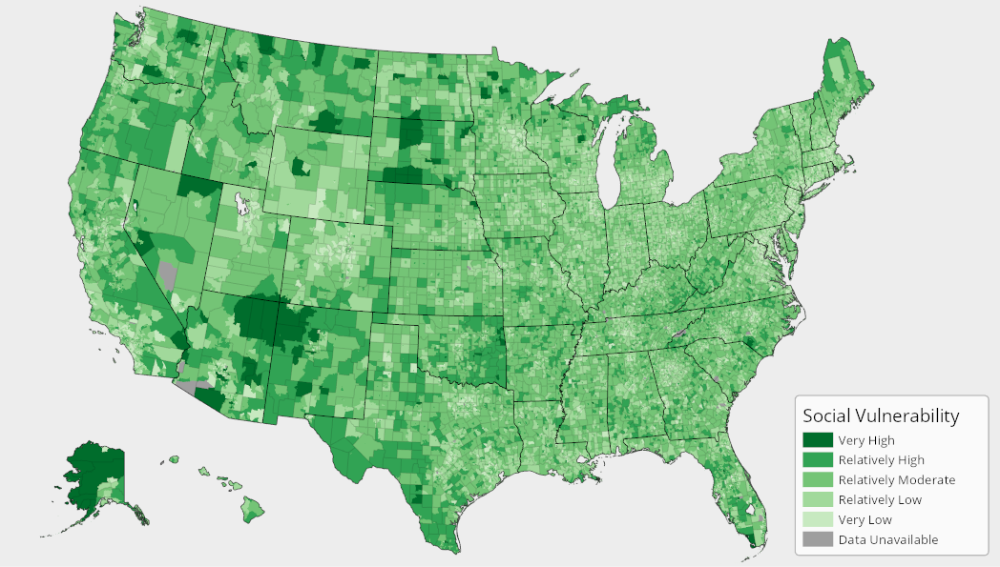 Social Vulnerability
Very High
Relatively High
Relatively Moderate
Relatively Low
Very Low
Data Unavailable